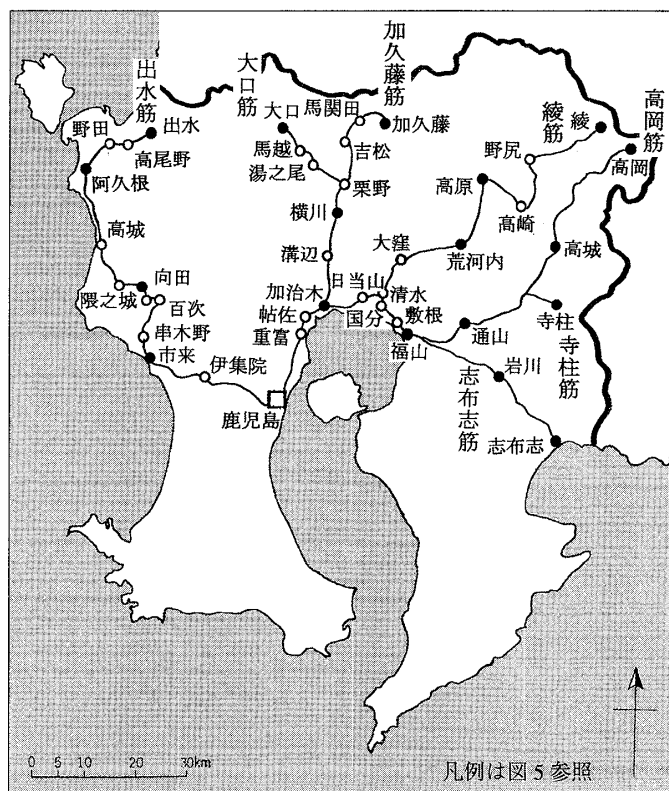 出水筋
大口筋
加久藤筋
綾筋
高岡筋
野田
出水
高尾野
阿久根
高城
向田
隈之城
百次
串木野
市来
伊集院
鹿児島
大口
馬越
湯之尾
馬関田
加久藤
吉松
栗野
横川
溝辺
加治木
日当山
帖佐
重富
国分
清水
敷根
福山
大窪
荒河内
高原
高崎
野尻
綾
高岡
高城
通山
寺柱
寺柱筋
岩川
志布志筋
志布志
0 5 10 20 30km
凡例は図5参照